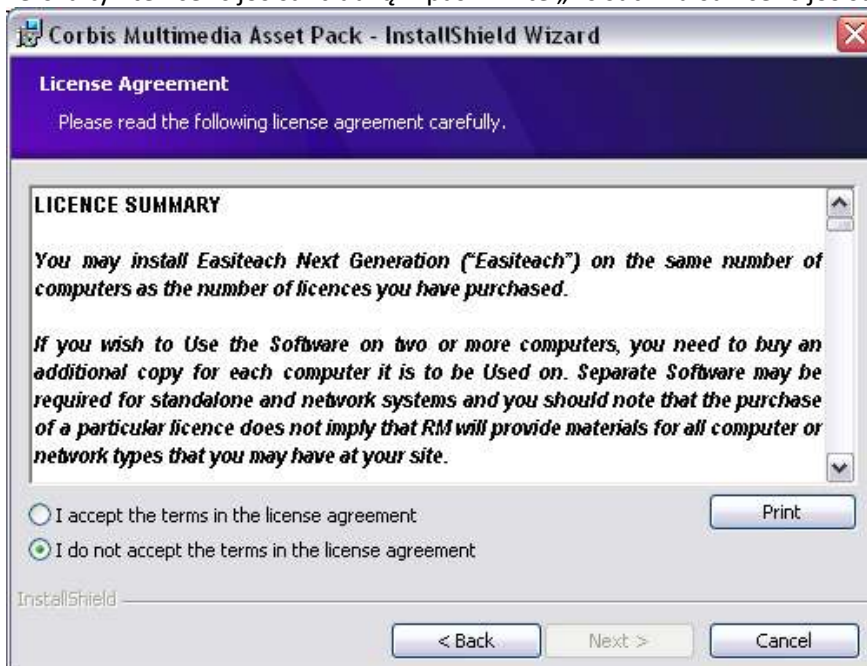 Corbis Multimedia Asset Pack - InstallShield Wizard
License Agreement
Please read the following license agreement carefully.
LICENCE SUMMARY
You may install Easiteach Next Generation ("Easiteach") on the same number of
computers as the number of licences you have purchased.
If you wish to Use the Software on two or more computers, you need to buy an
additional copy for each computer it is to be Used on. Separate Software may be
required for standalone and network systems and you should note that the purchase
of a particular licence does not imply that RM will provide materials for all computer or
network types that you may have at your site.
I accept the terms in the license agreement
Print
I do not accept the terms in the license agreement
InstallShield
< Back
Next >
Cancel